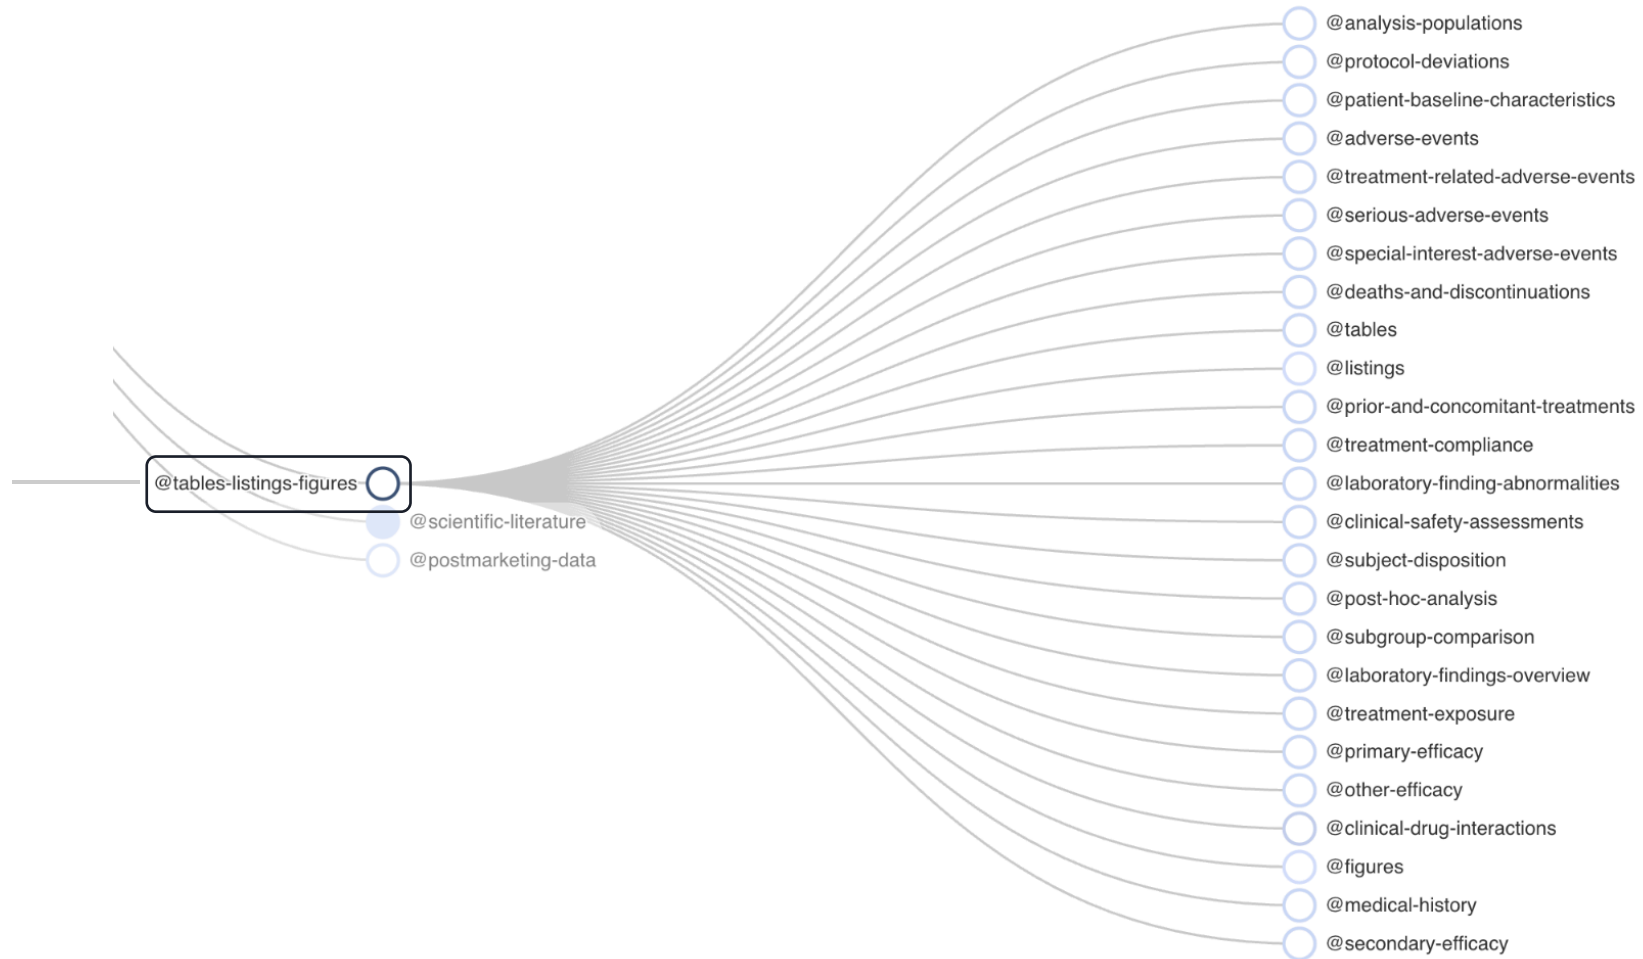 @analysis-populations
@protocol-deviations
@patient-baseline-characteristics
@adverse-events
@treatment-related-adverse-events
@serious-adverse-events
@special-interest-adverse-events
@deaths-and-discontinuations
@tables
@listings
@prior-and-concomitant-treatments
@treatment-compliance
@tables-listings-figures
@laboratory-finding-abnormalities
@scientific-literature
@clinical-safety-assessments
@postmarketing-data
@subject-disposition
@post-hoc-analysis
@subgroup-comparison
@laboratory-findings-overview
@treatment-exposure
@primary-efficacy
@other-efficacy
@clinical-drug-interactions
@figures
@medical-history
@secondary-efficacy